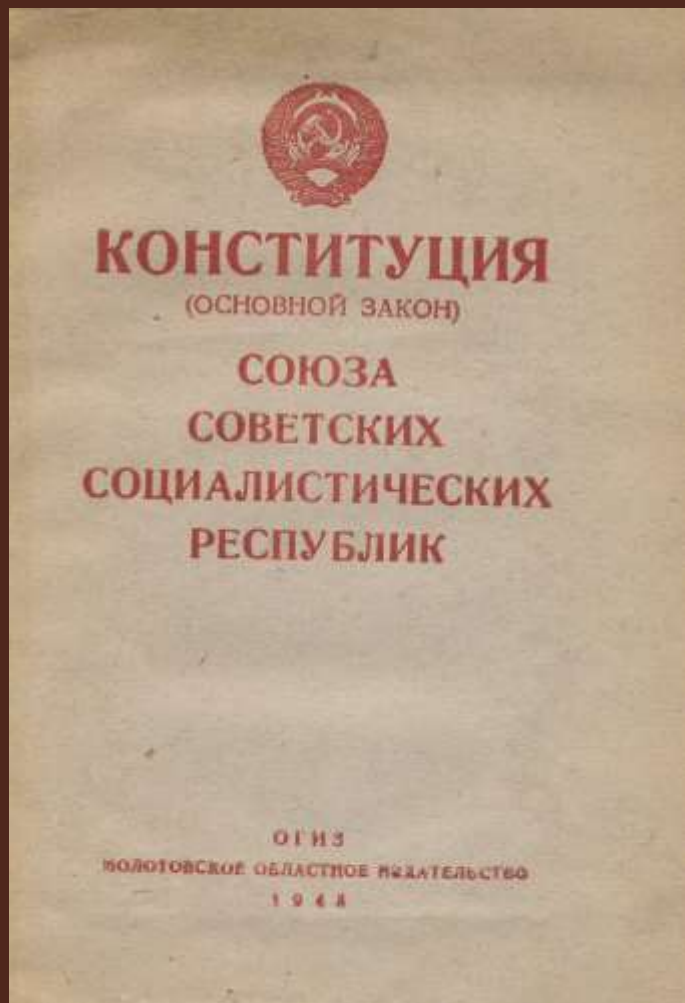 КОНСТИТУЦИЯ
(ОСНОВНОЙ ЗАКОН)
СОЮЗА
СОВЕТСКИХ
СОЦИАЛИСТИЧЕСКИХ
РЕСПУБЛИК
ОГИЗ
МОЛОТОВСКОЕ ОБЛАСТНОЕ ИЗДАТЕЛЬСТВО